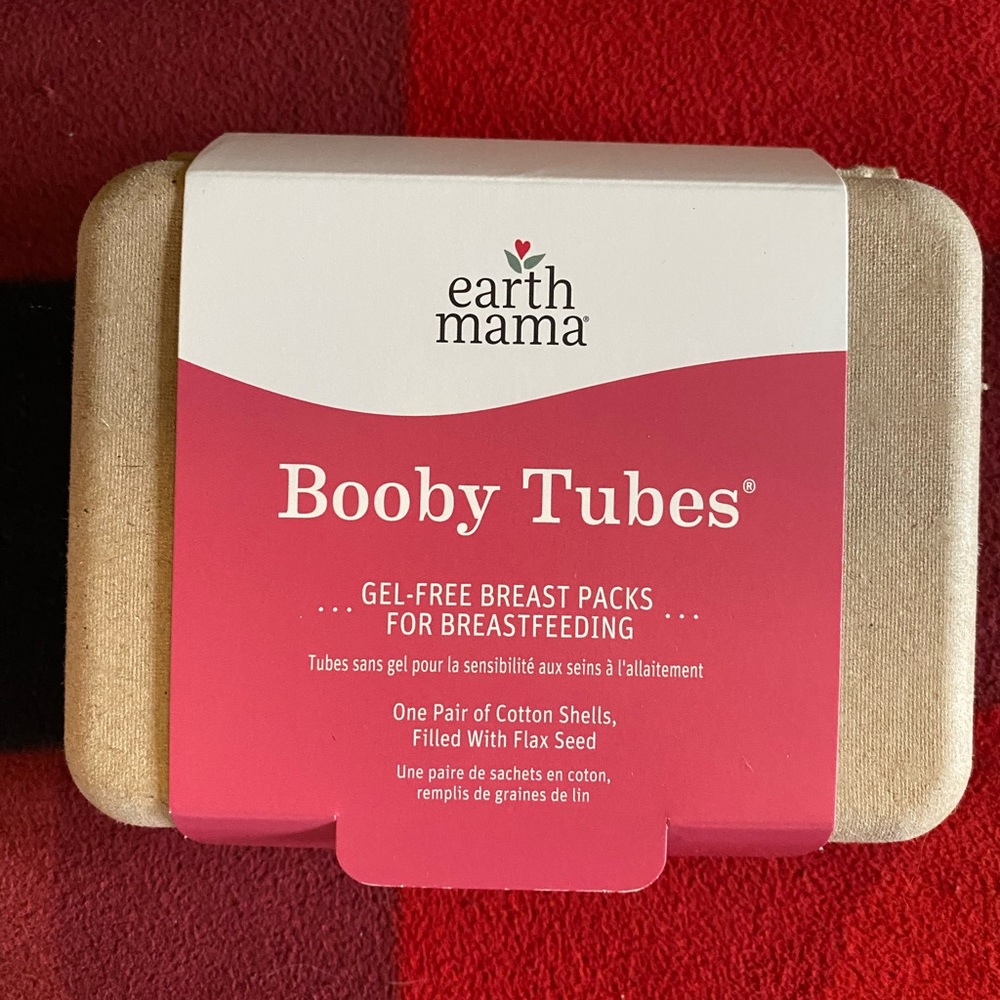 earth
mama®
Booby Tubes®
... GEL-FREE BREAST PACKS ...
FOR BREASTFEEDING
Tubes sans gel pour la sensibilité aux seins à l'allaitement
One Pair of Cotton Shells,
Filled With Flax Seed
Une paire de sachets en coton,
remplis de graines de lin